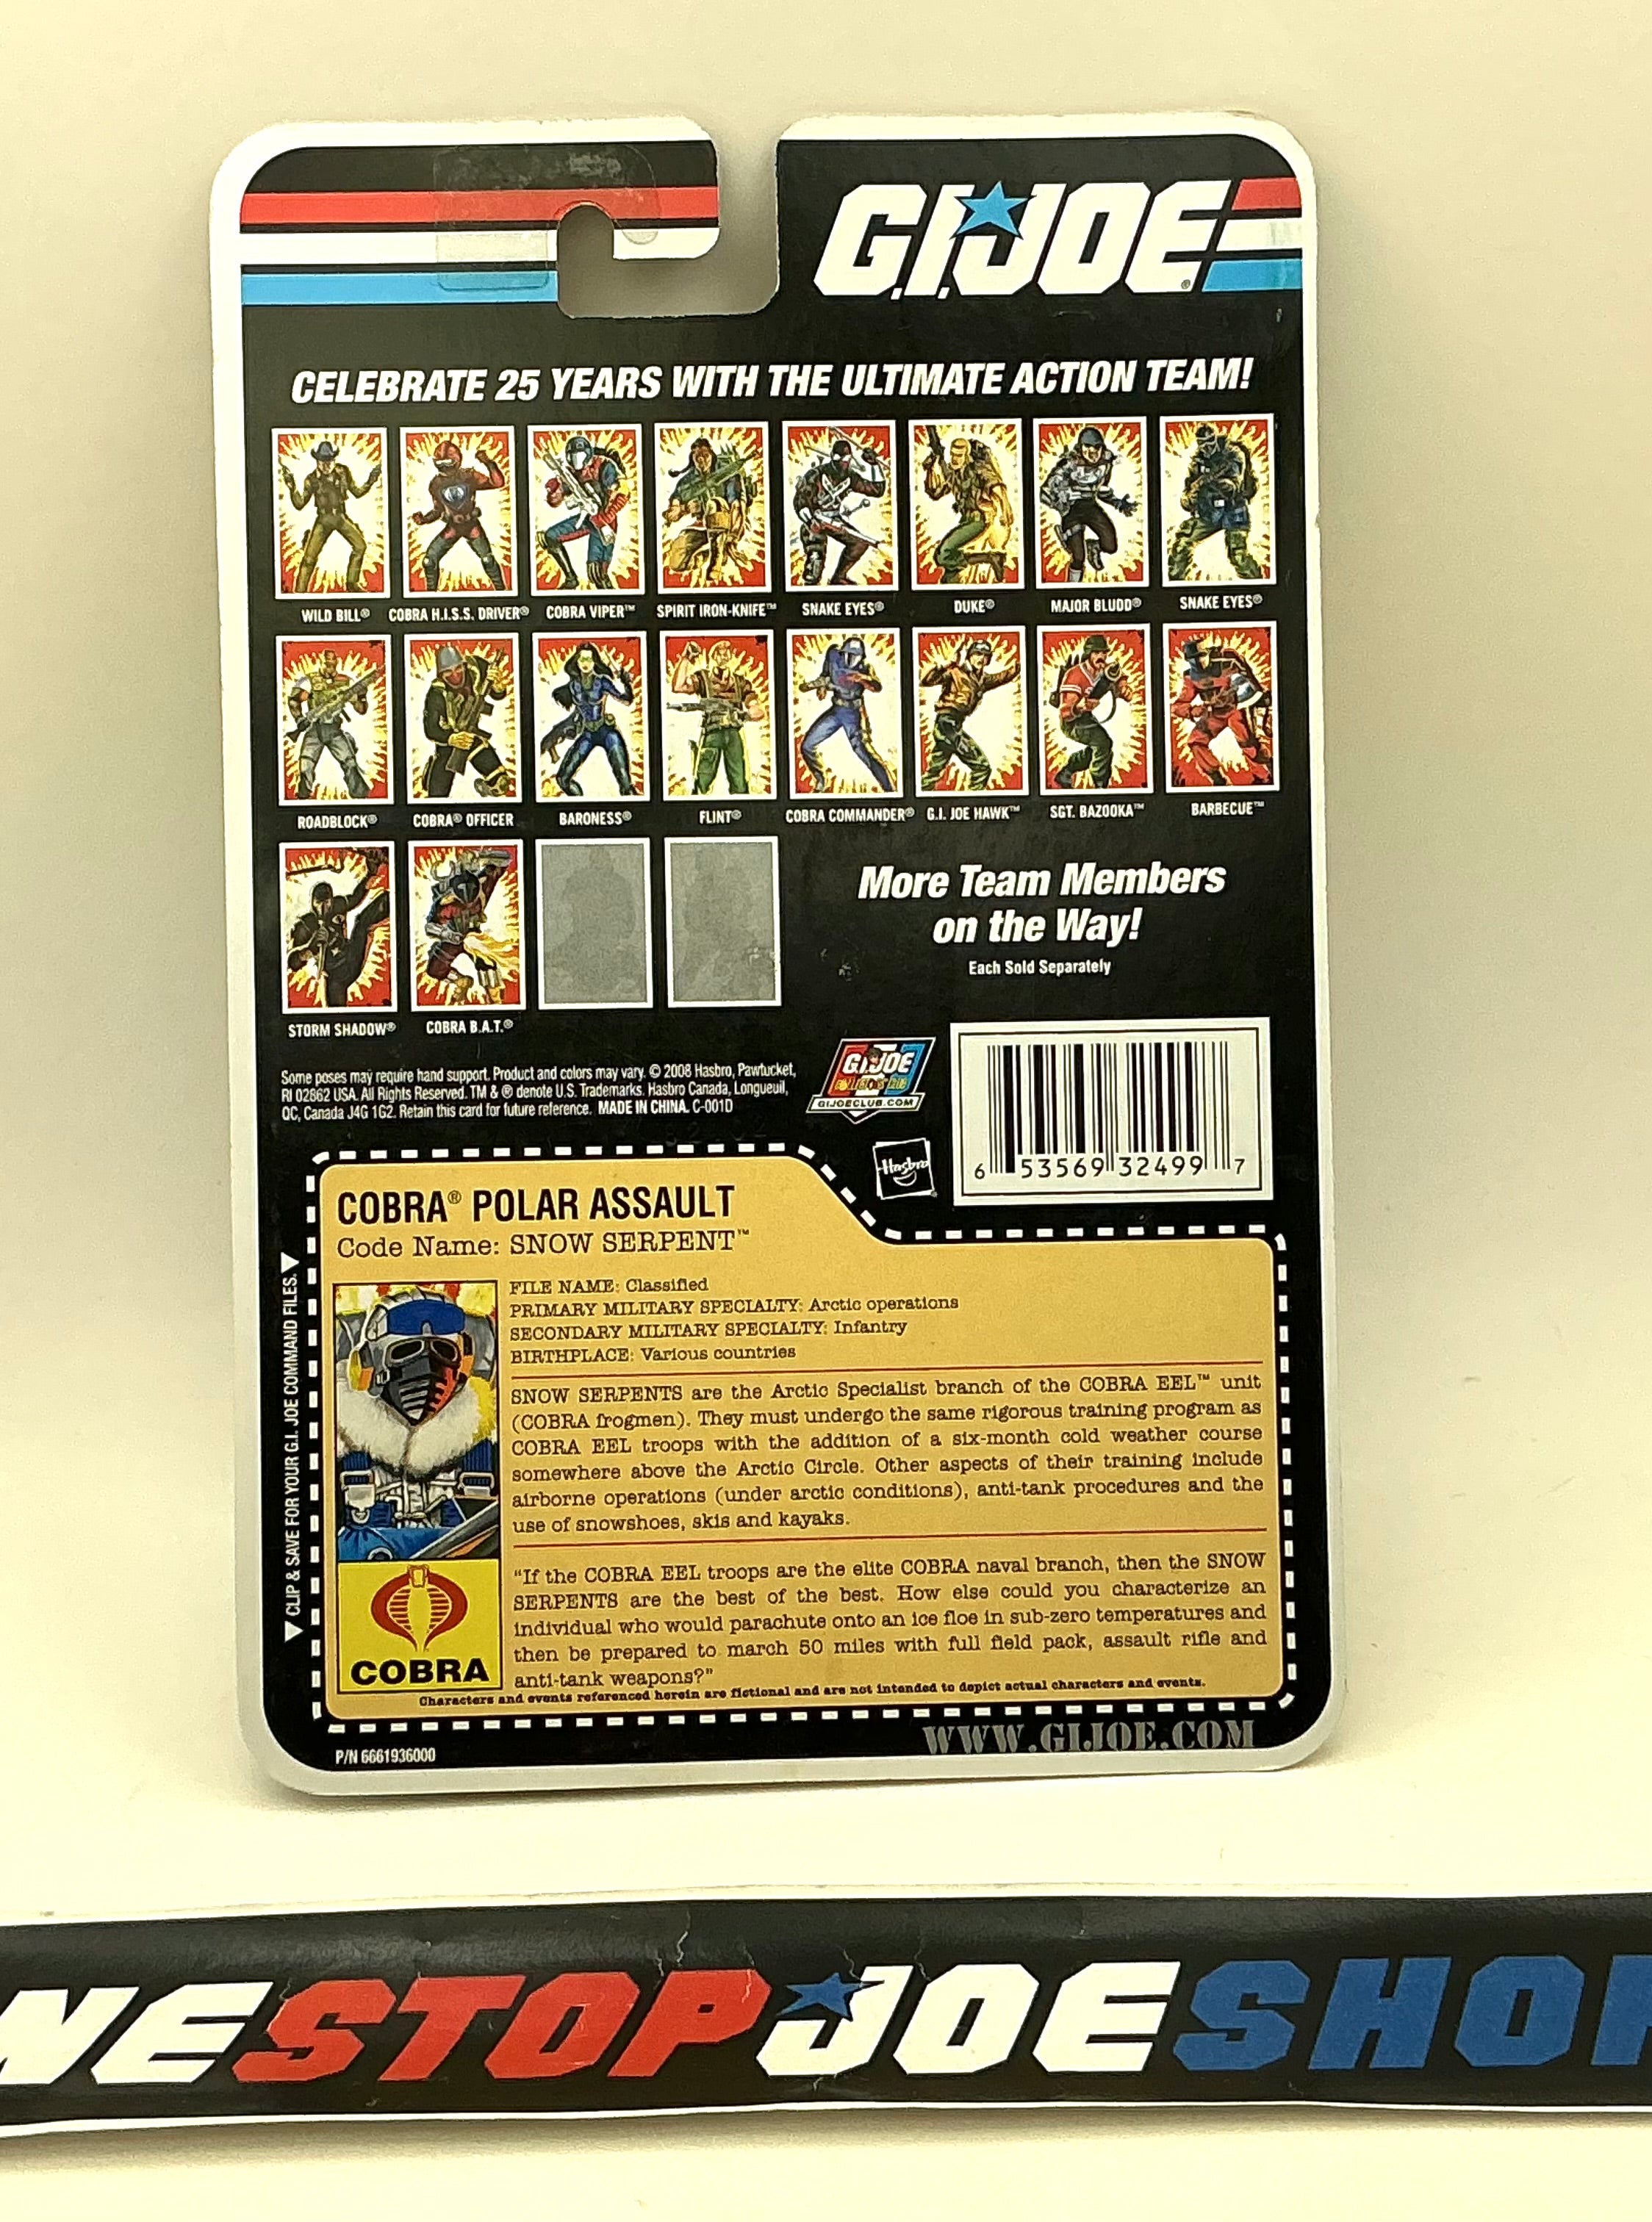 G.I.JOE®
CELEBRATE 25 YEARS WITH THE ULTIMATE ACTION TEAM!
WILD BILL® COBRA H.I.S.S. DRIVER® COBRA VIPER™ SPIRIT IRON-KNIFE™ SNAKE EYES® DUKE® MAJOR BLUDD® SNAKE EYES®
ROADBLOCK® COBRA® OFFICER BARONESS® FLINT® COBRA COMMANDER® G.I. JOE HAWK™ SGT. BAZOOKA™ BARBECUE™
STORM SHADOW® COBRA B.A.T.®
More Team Members
on the Way!
Each Sold Separately
Some poses may require hand support. Product and colors may vary. © 2008 Hasbro, Pawtucket,
RI 02862 USA. All Rights Reserved. TM & ® denote U.S. Trademarks. Hasbro Canada, Longueuil,
QC, Canada J4G 1G2. Retain this card for future reference. MADE IN CHINA. C-001D
G.I.JOE
GIJOECLUB.COM
Hasbro
6 53569 32499 7
▼ CLIP & SAVE FOR YOUR G.I. JOE COMMAND FILES. ▼
COBRA® POLAR ASSAULT
Code Name: SNOW SERPENT™
FILE NAME: Classified
PRIMARY MILITARY SPECIALTY: Arctic operations
SECONDARY MILITARY SPECIALTY: Infantry
BIRTHPLACE: Various countries
SNOW SERPENTS are the Arctic Specialist branch of the COBRA EEL™ unit
(COBRA frogmen). They must undergo the same rigorous training program as
COBRA EEL troops with the addition of a six-month cold weather course
somewhere above the Arctic Circle. Other aspects of their training include
airborne operations (under arctic conditions), anti-tank procedures and the
use of snowshoes, skis and kayaks.
"If the COBRA EEL troops are the elite COBRA naval branch, then the SNOW
SERPENTS are the best of the best. How else could you characterize an
individual who would parachute onto an ice floe in sub-zero temperatures and
then be prepared to march 50 miles with full field pack, assault rifle and
anti-tank weapons?"
COBRA
Characters and events referenced herein are fictional and are not intended to depict actual characters and events.
WWW.GIJOE.COM
P/N 6661936000
NESTOPJOESHO